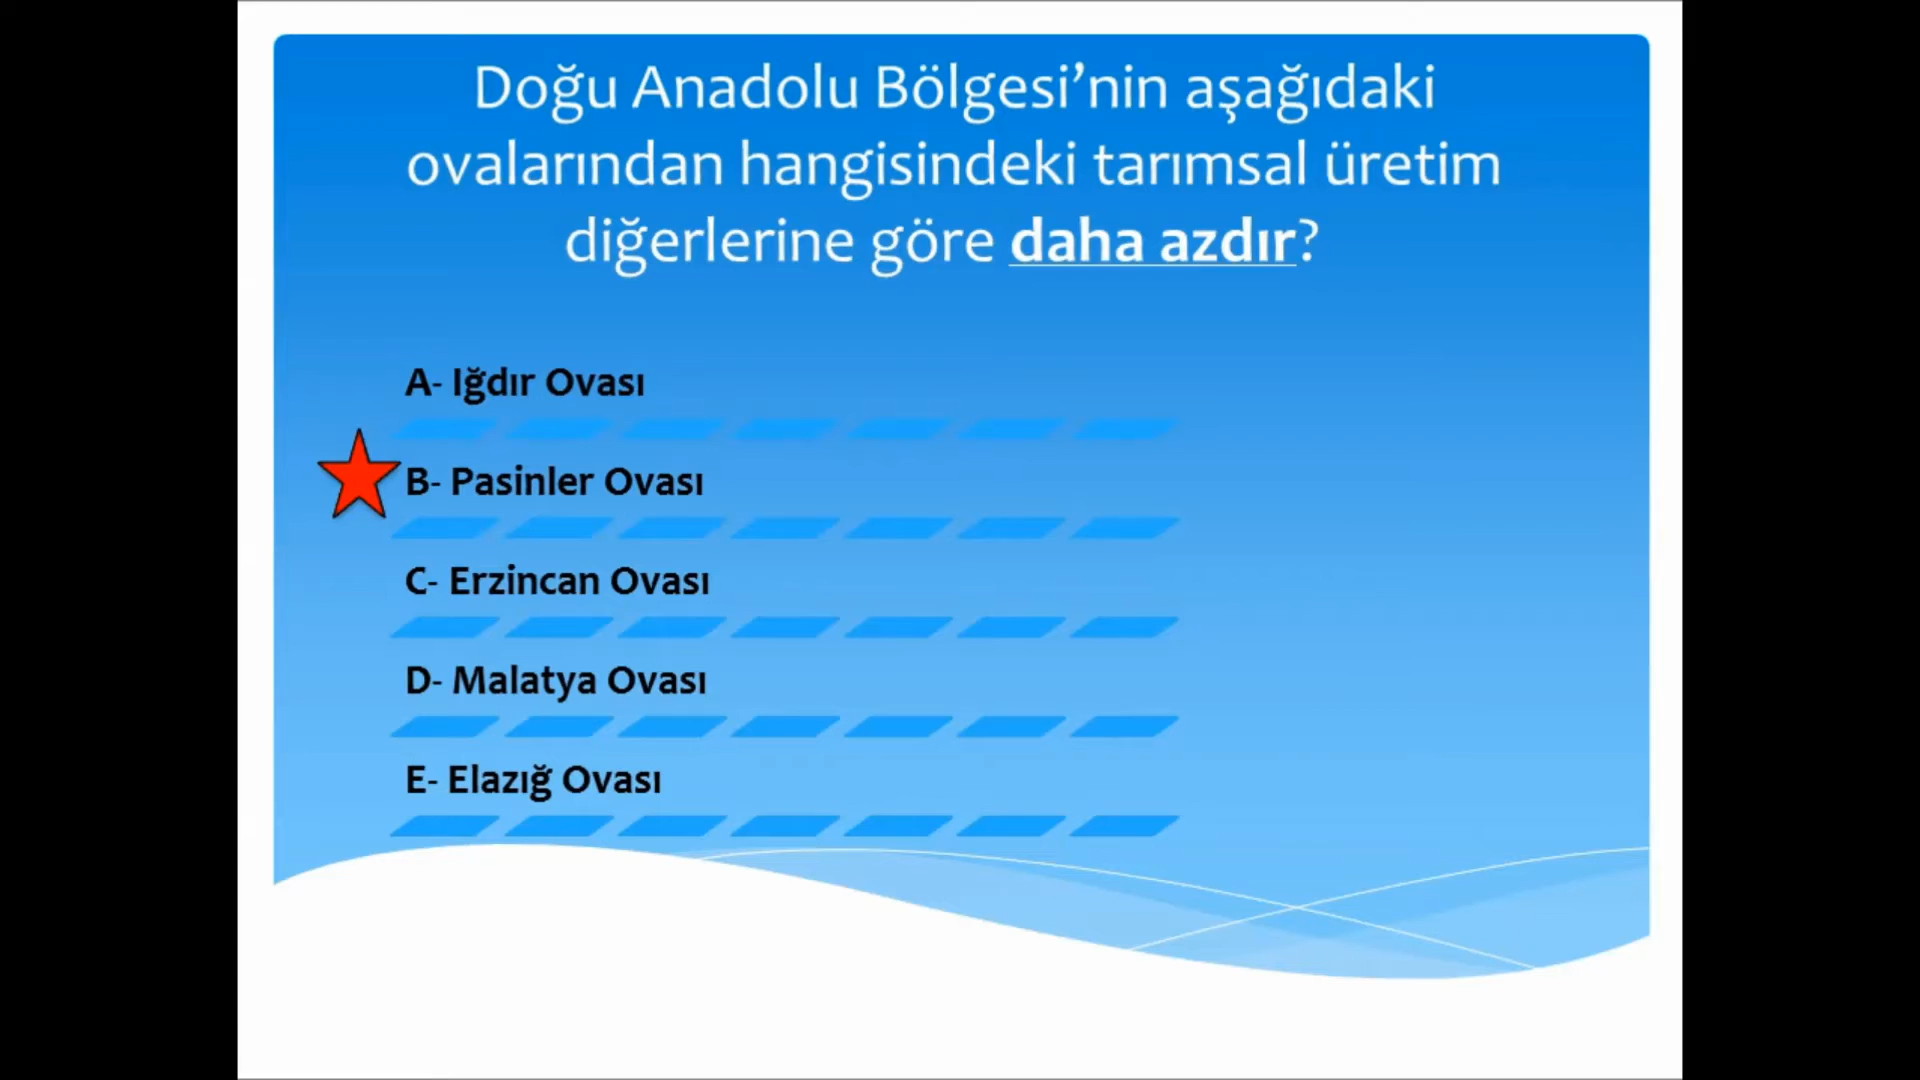 Doğu Anadolu Bölgesi’nin aşağıdaki
ovalarından hangisindeki tarımsal üretim
diğerlerine göre daha azdır?
A- Iğdır Ovası
B- Pasinler Ovası
C- Erzincan Ovası
D- Malatya Ovası
E- Elazığ Ovası